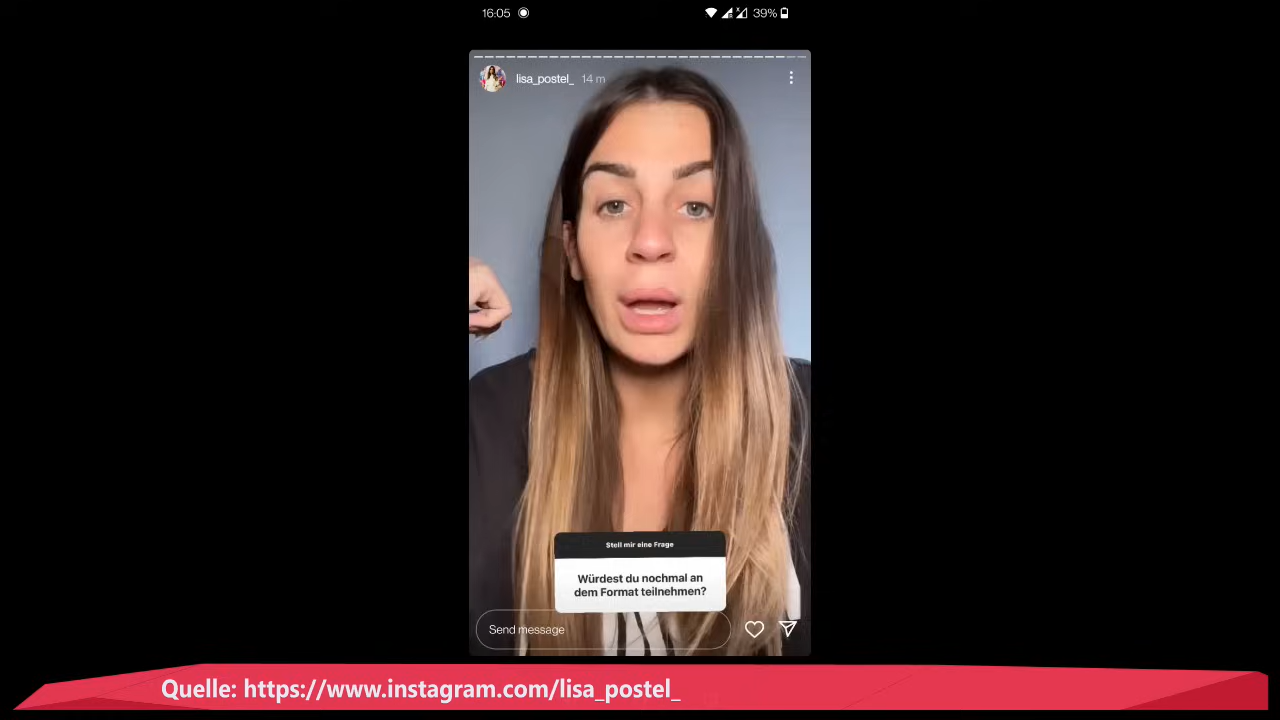 16:05
39%
lisa_postel_ 14 m
Stell mir eine Frage
Würdest du nochmal an
dem Format teilnehmen?
Send message
Quelle: https://www.instagram.com/lisa_postel_